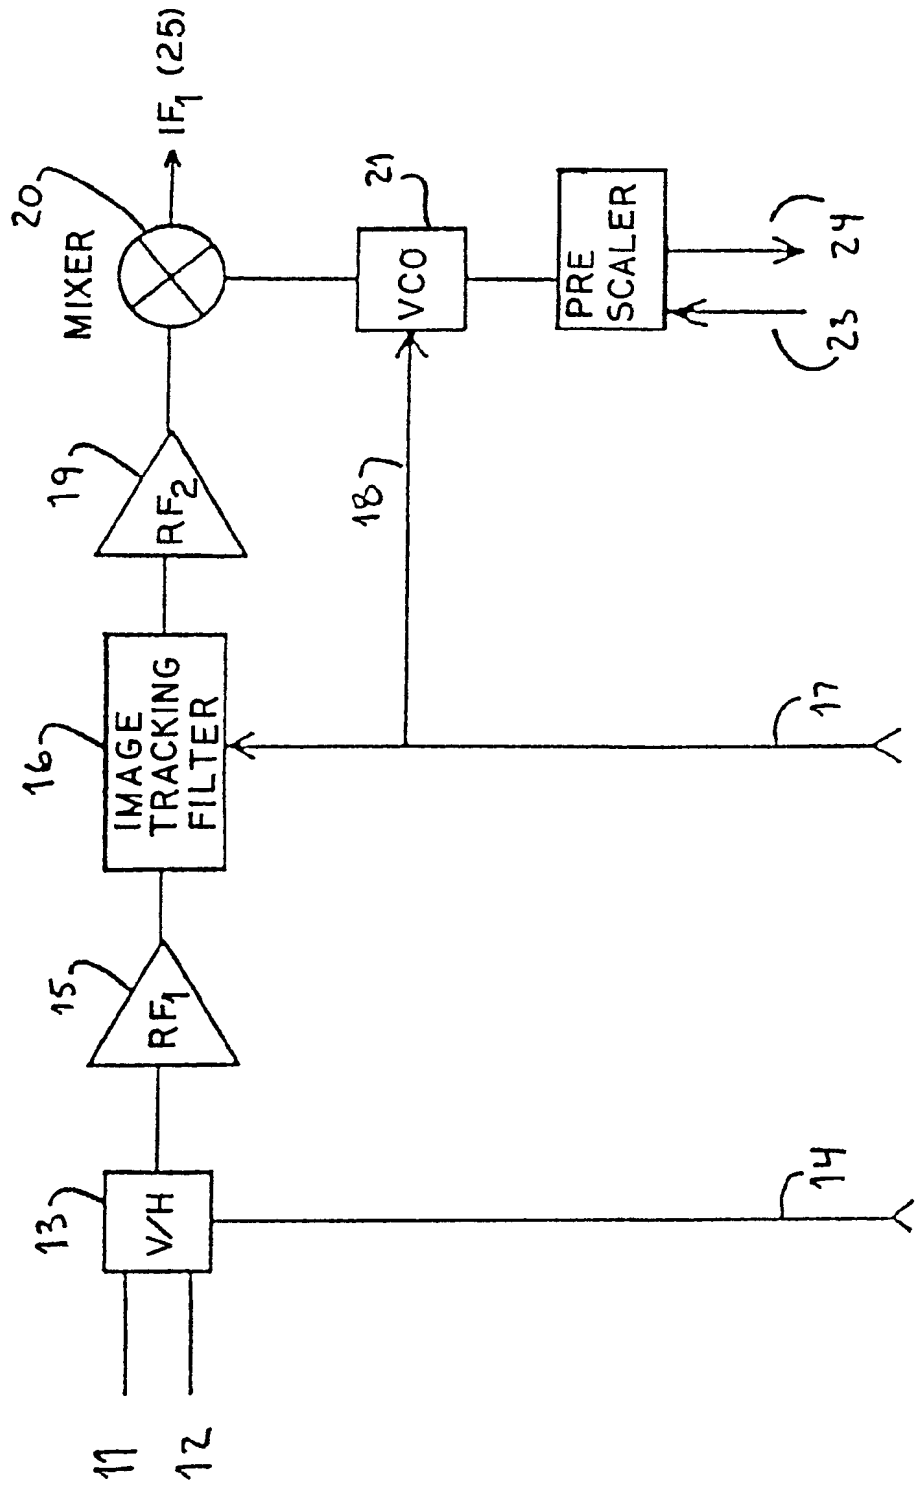 11
12
13
V/H
14
15
RF1
16
IMAGE
TRACKING
FILTER
17
18
19
RF2
MIXER
20
IF1 (25)
21
VCO
PRE
SCALER
23
24